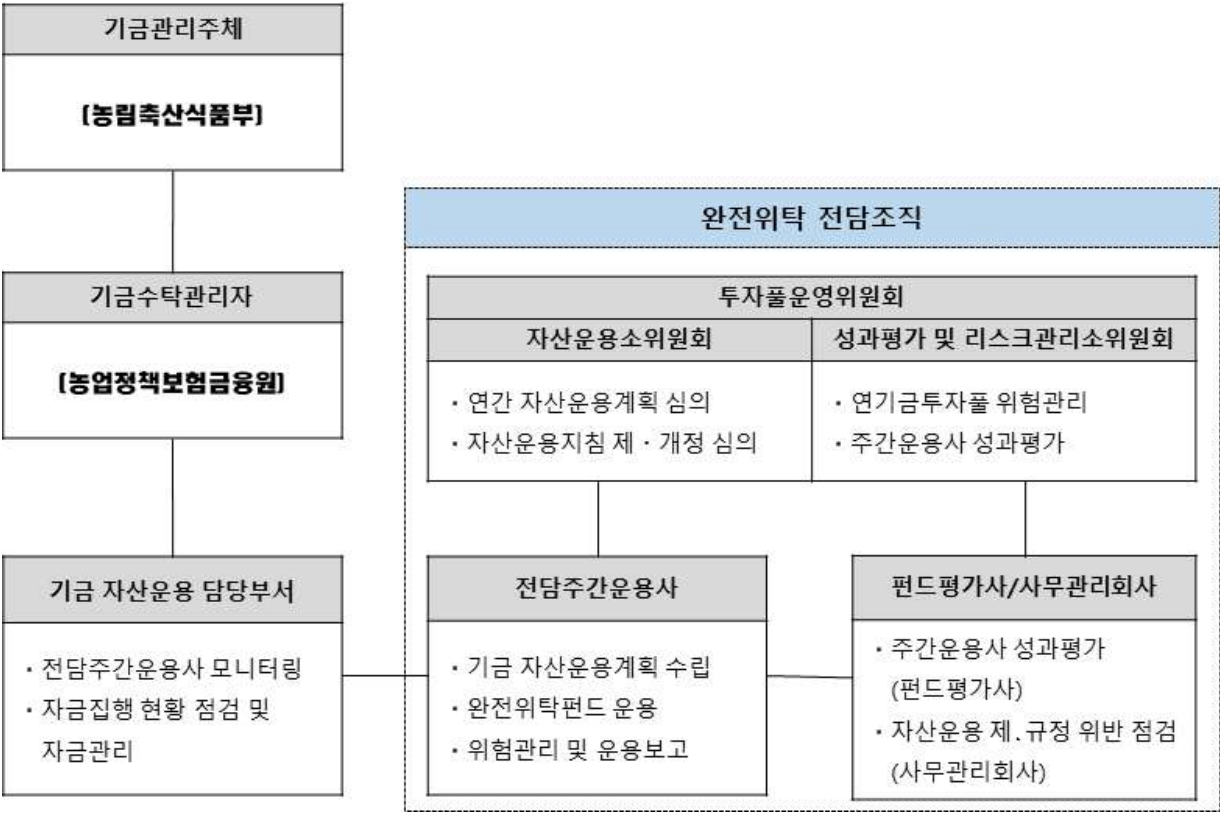 기금관리주체
(농림축산식품부)
기금수탁관리자
(농업정책보험금융원)
기금 자산운용 담당부서
· 전담주간운용사 모니터링
· 자금집행 현황 점검 및
자금관리
완전위탁 전담조직
투자풀운영위원회
자산운용소위원회
· 연간 자산운용계획 심의
· 자산운용지침 제 · 개정 심의
성과평가 및 리스크관리소위원회
· 연기금투자풀 위험관리
· 주간운용사 성과평가
전담주간운용사
· 기금 자산운용계획 수립
· 완전위탁펀드 운용
· 위험관리 및 운용보고
펀드평가사/사무관리회사
· 주간운용사 성과평가
(펀드평가사)
· 자산운용 제.규정 위반 점검
(사무관리회사)